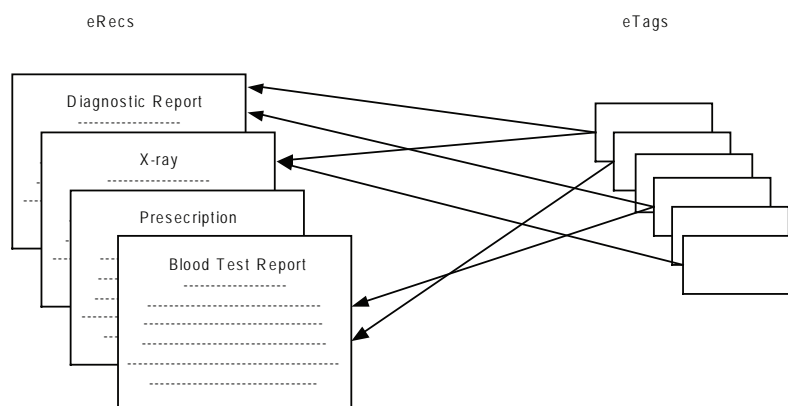 eRecs
eTags
Diagnostic Report
X-ray
Presecription
Blood Test Report